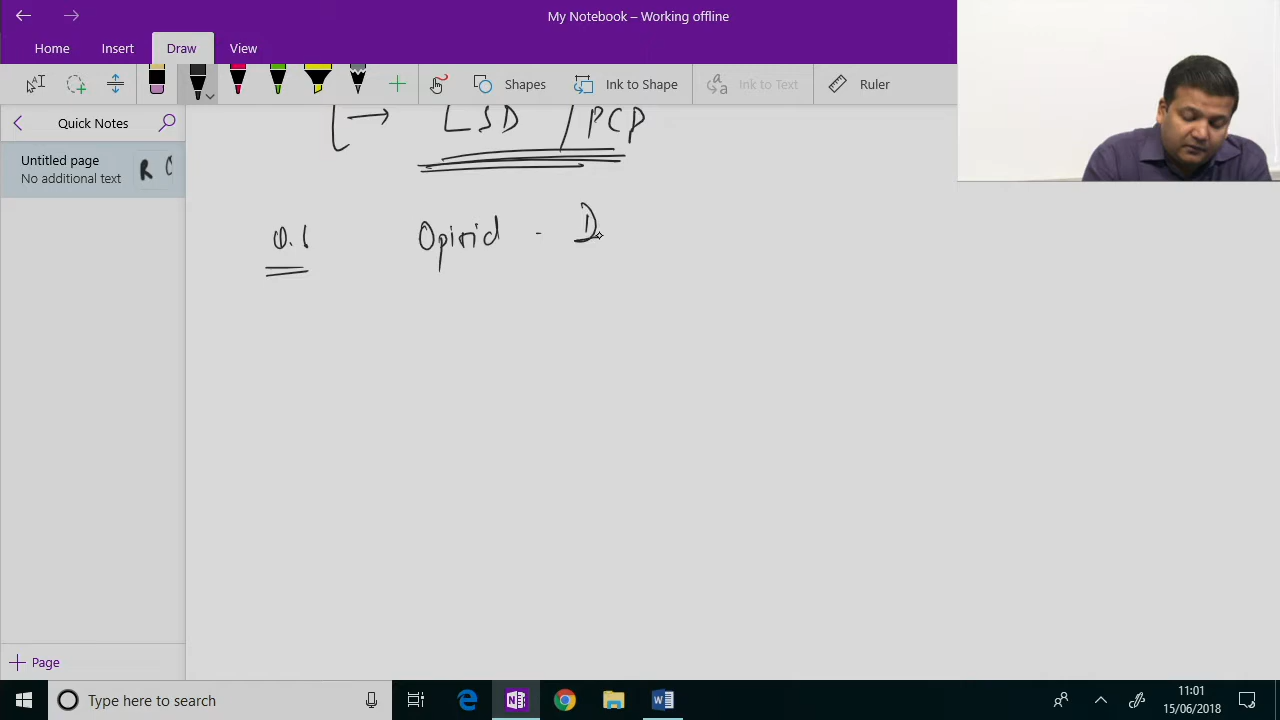 My Notebook – Working offline
Home Insert Draw View
Shapes Ink to Shape Ink to Text Ruler
Quick Notes
Untitled page
No additional text
R C
LSD / PCP
Q.6 Opioid - D
+ Page
Type here to search
11:01
15/06/2018